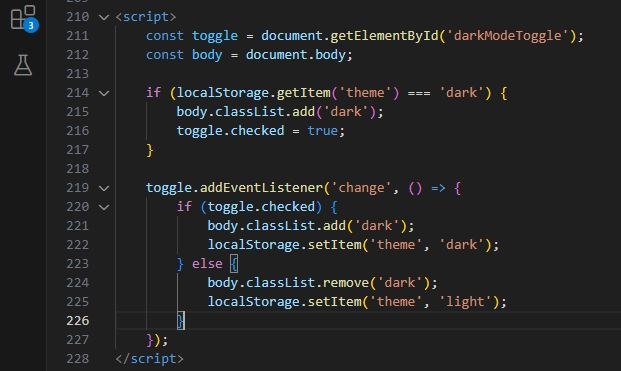 3
210 <script>
211 const toggle = document.getElementById('darkModeToggle');
212 const body = document.body;
213
214 if (localStorage.getItem('theme') === 'dark') {
215 body.classList.add('dark');
216 toggle.checked = true;
217 }
218
219 toggle.addEventListener('change', () => {
220 if (toggle.checked) {
221 body.classList.add('dark');
222 localStorage.setItem('theme', 'dark');
223 } else {
224 body.classList.remove('dark');
225 localStorage.setItem('theme', 'light');
226 }
227 });
228 </script>